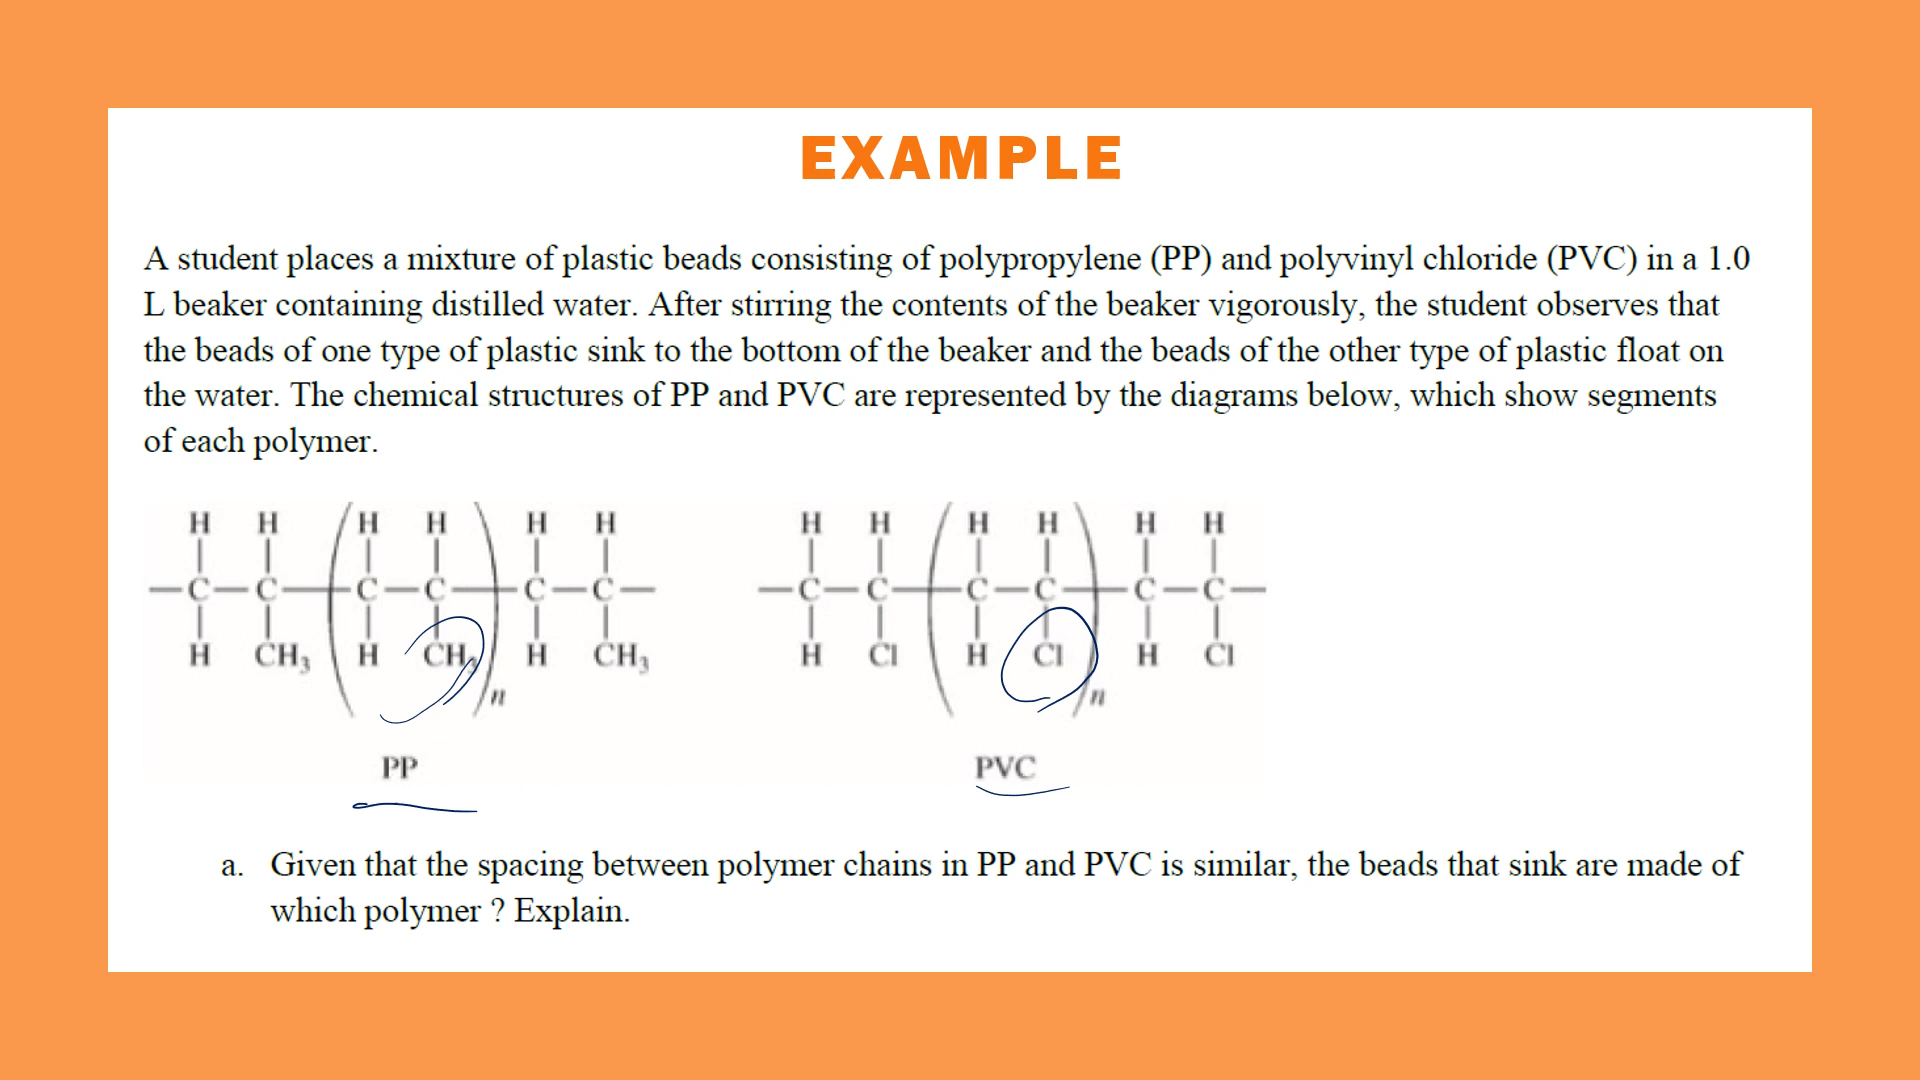 EXAMPLE
A student places a mixture of plastic beads consisting of polypropylene (PP) and polyvinyl chloride (PVC) in a 1.0
L beaker containing distilled water. After stirring the contents of the beaker vigorously, the student observes that
the beads of one type of plastic sink to the bottom of the beaker and the beads of the other type of plastic float on
the water. The chemical structures of PP and PVC are represented by the diagrams below, which show segments
of each polymer.
H H H H H H
C C C C C C
H CH₃ H CH₃ H CH₃
n
PP
H H H H H H
C C C C C C
H Cl H Cl H Cl
n
PVC
a. Given that the spacing between polymer chains in PP and PVC is similar, the beads that sink are made of
which polymer ? Explain.